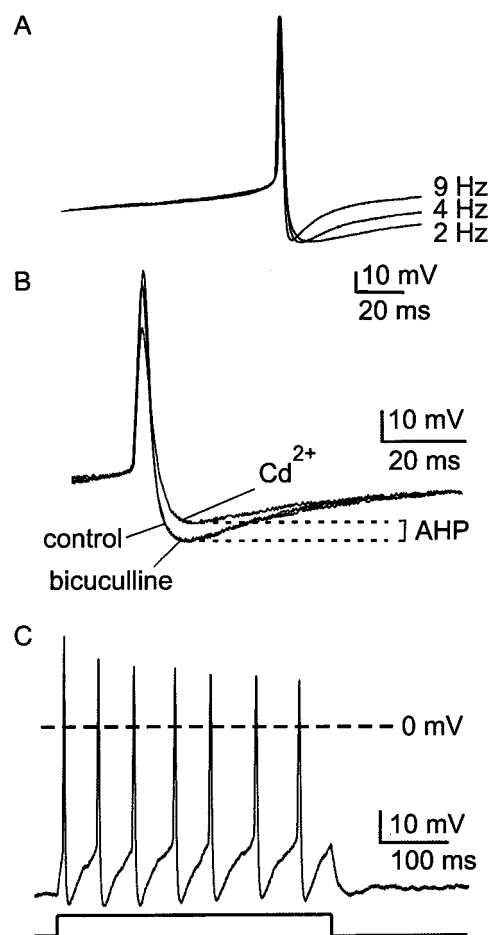 A
9 Hz
4 Hz
2 Hz
10 mV
20 ms
B
10 mV
20 ms
Cd2+
control
AHP
bicuculline
C
0 mV
10 mV
100 ms